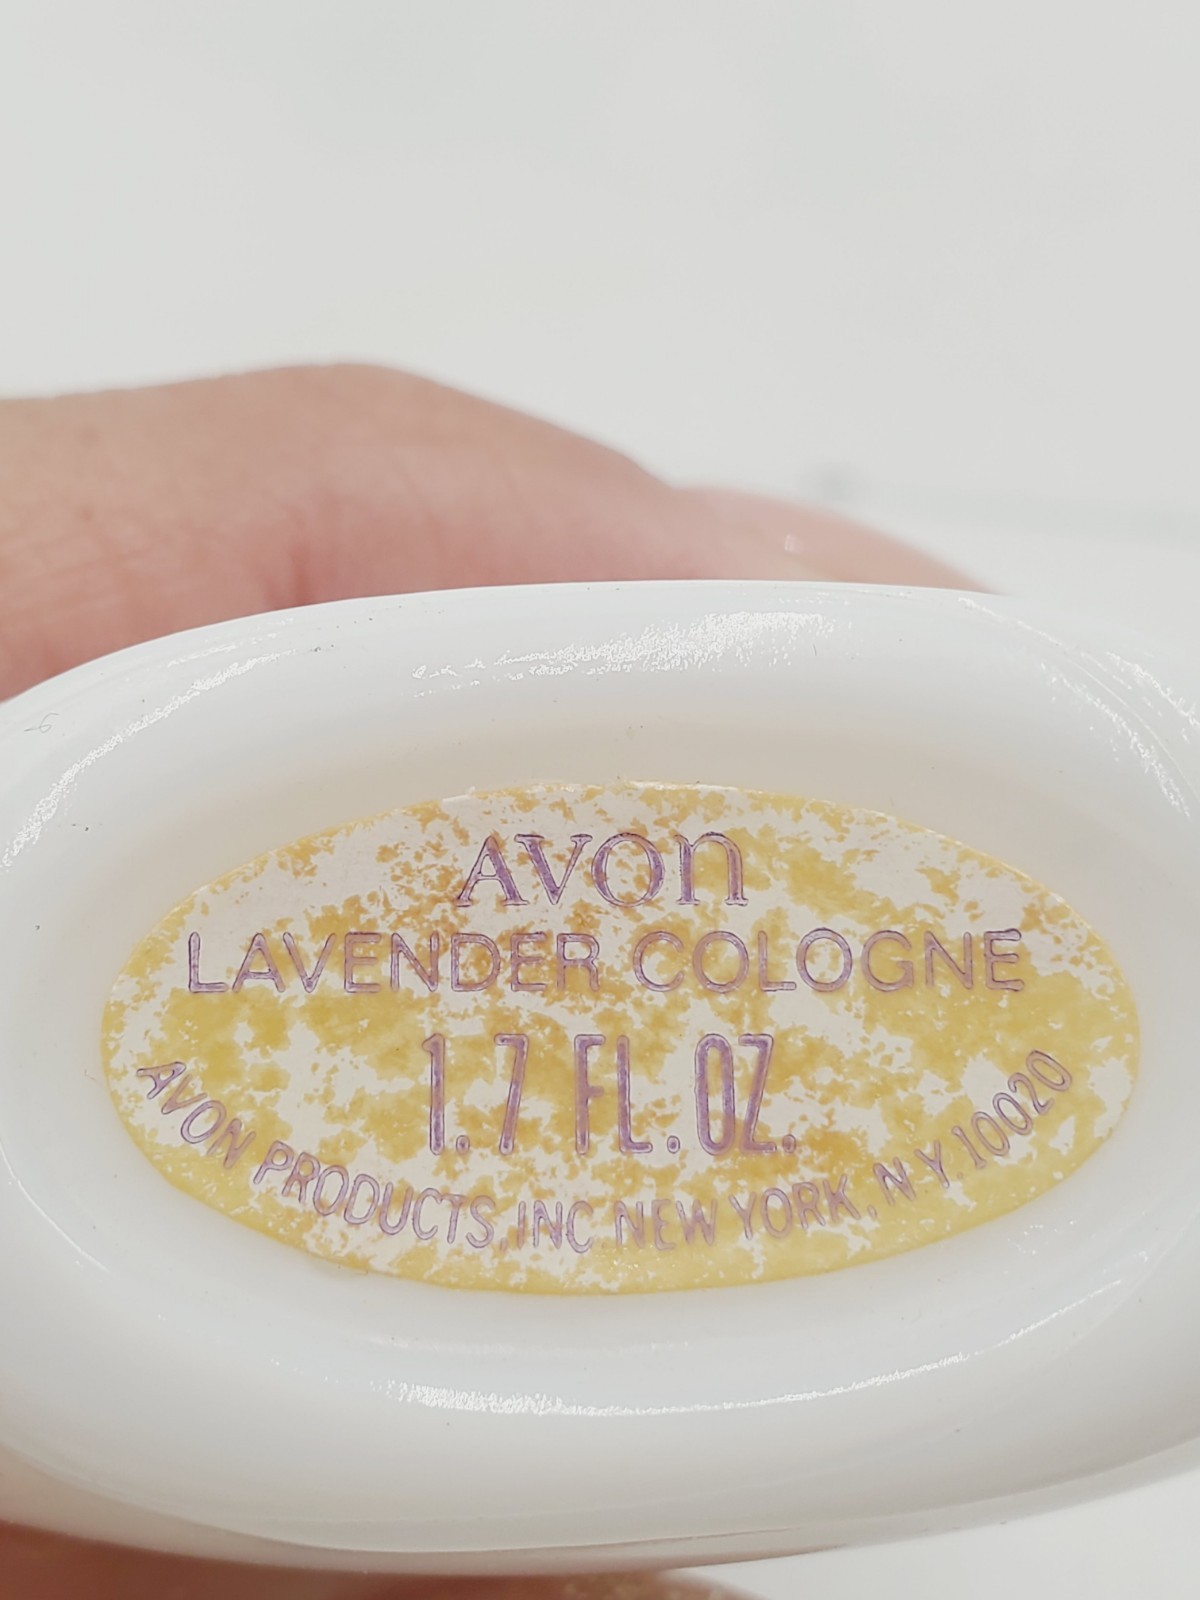 AVON
LAVENDER COLOGNE
1.7 FL.OZ.
AVON PRODUCTS, INC. NEW YORK, N.Y. 10020